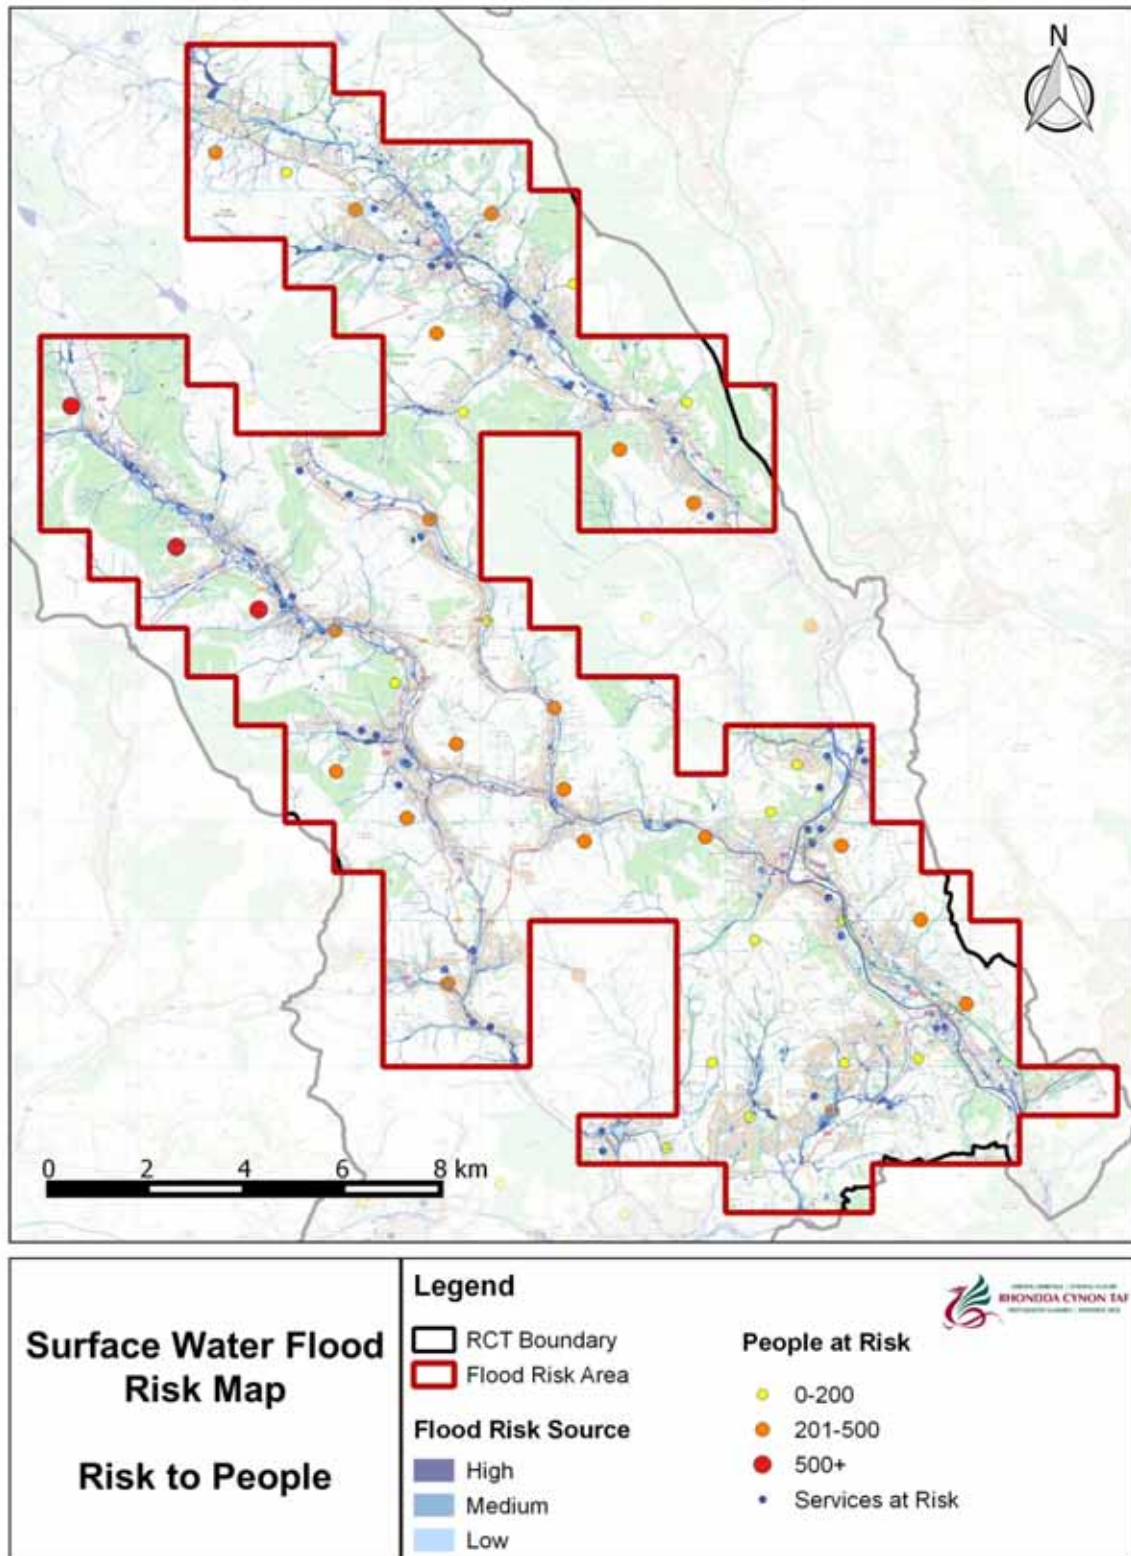 N
0 2 4 6 8 km
Surface Water Flood
Risk Map
Risk to People
Legend
RCT Boundary
Flood Risk Area
Flood Risk Source
High
Medium
Low
RHONDDA CYNON TAF
People at Risk
0-200
201-500
500+
Services at Risk